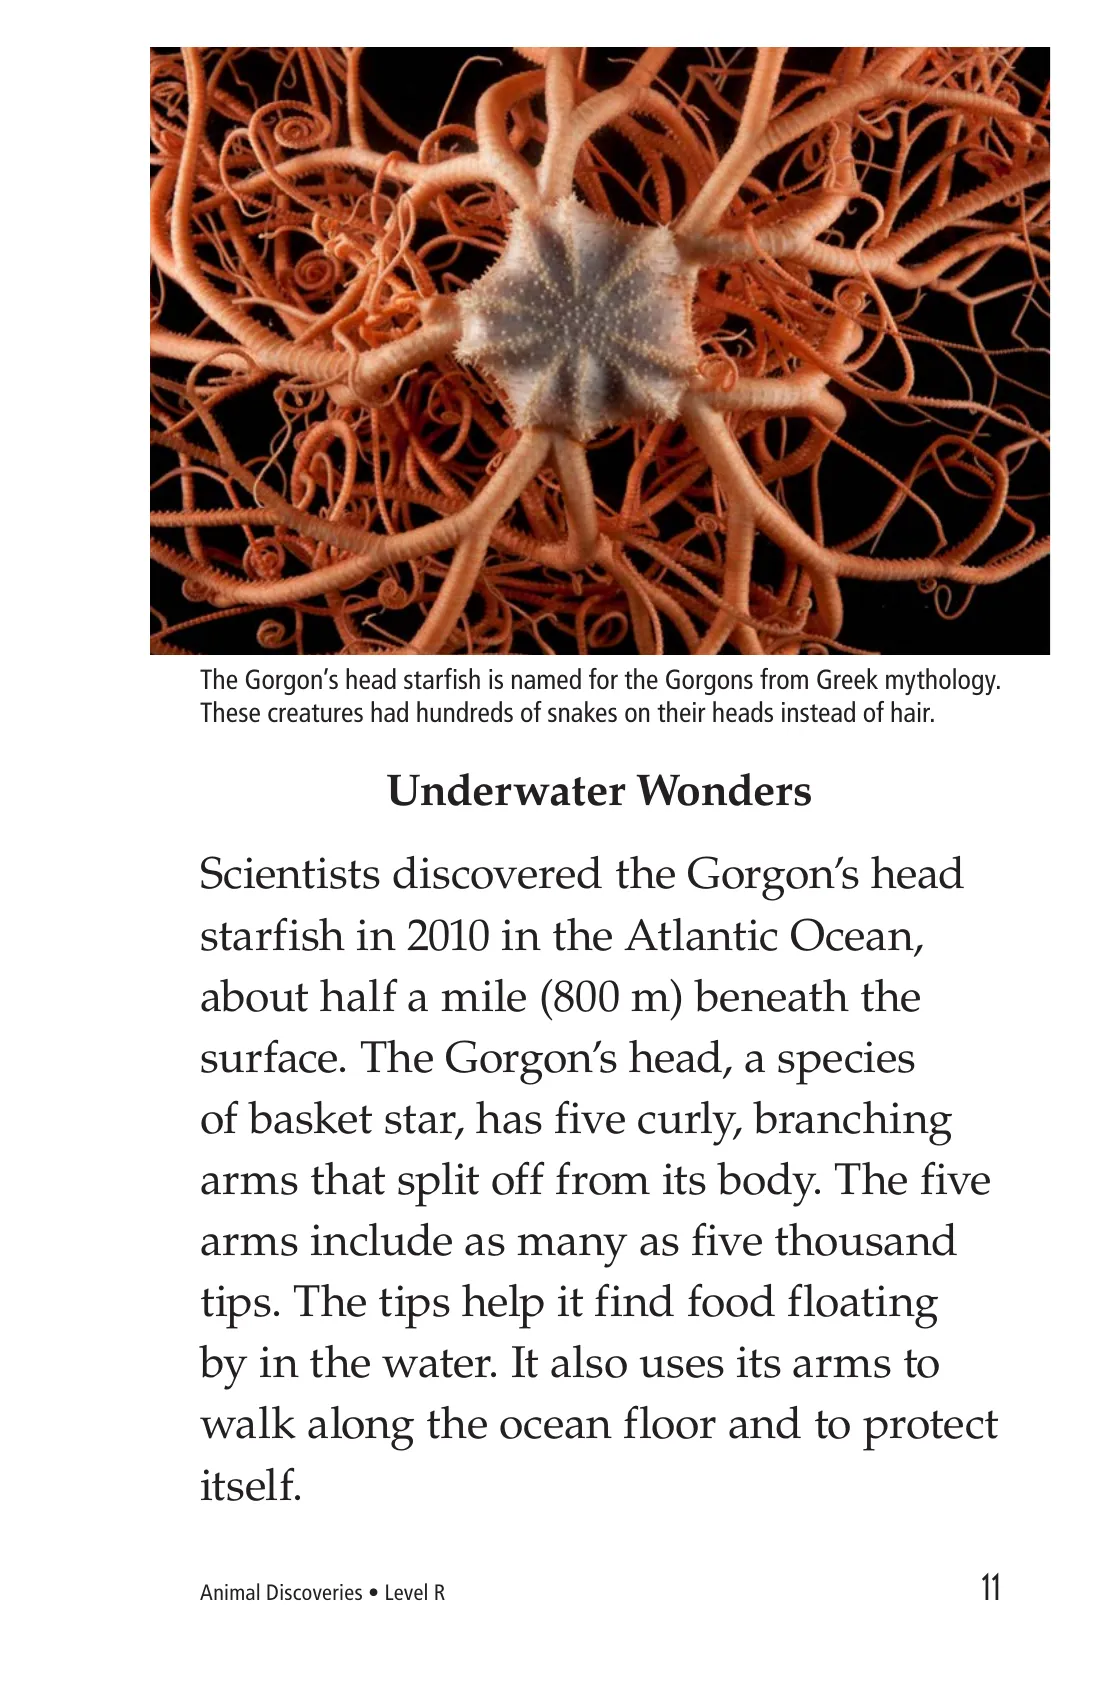 The Gorgon’s head starfish is named for the Gorgons from Greek mythology.
These creatures had hundreds of snakes on their heads instead of hair.
Underwater Wonders
Scientists discovered the Gorgon’s head
starfish in 2010 in the Atlantic Ocean,
about half a mile (800 m) beneath the
surface. The Gorgon’s head, a species
of basket star, has five curly, branching
arms that split off from its body. The five
arms include as many as five thousand
tips. The tips help it find food floating
by in the water. It also uses its arms to
walk along the ocean floor and to protect
itself.
Animal Discoveries • Level R
11